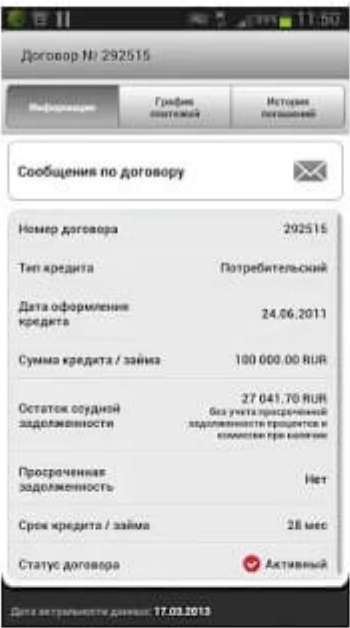 11:50
Договор № 292515
Информация
График
платежей
История
погашений
Сообщения по договору
Номер договора 292515
Тип кредита Потребительский
Дата оформления
кредита 24.06.2011
Сумма кредита / займа 100 000.00 RUR
Остаток ссудной
задолженности 27 041.70 RUR
без учета просроченной
задолженности процентов и
комиссии при наличии
Просроченная
задолженность Нет
Срок кредита / займа 28 мес
Статус договора Активный
Дата актуальности данных: 17.03.2013